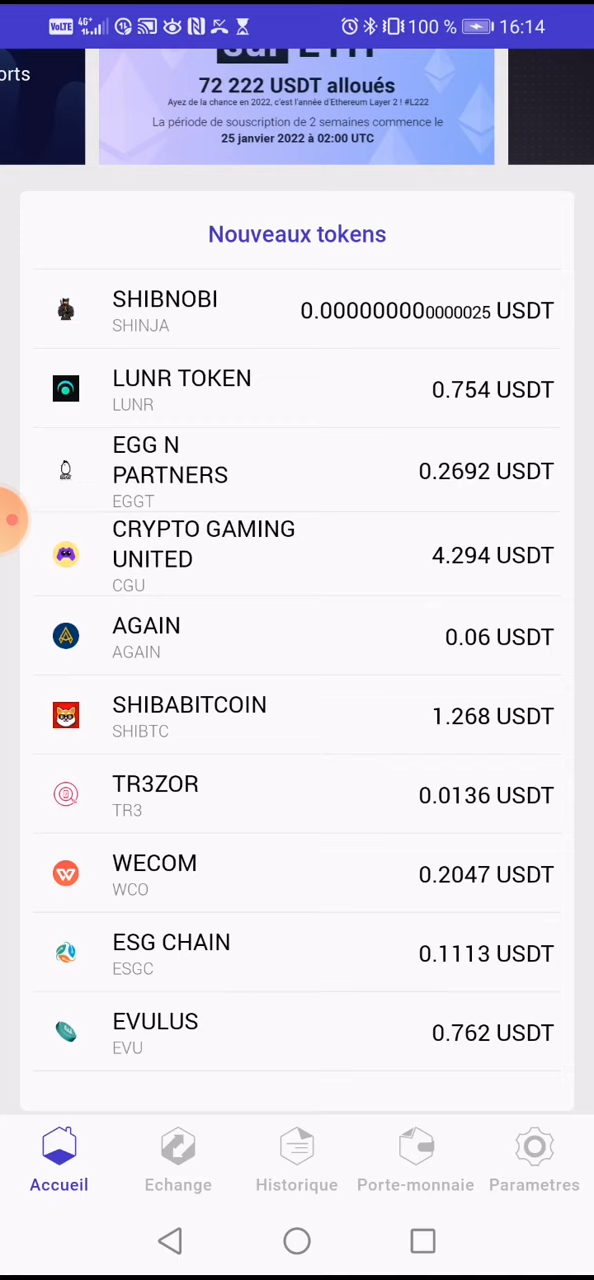 VoLTE 4G+ 100 % 16:14
orts
sur ETH
72 222 USDT alloués
Ayez de la chance en 2022, c'est l'année d'Ethereum Layer 2 ! #L222
La période de souscription de 2 semaines commence le
25 janvier 2022 à 02:00 UTC
Nouveaux tokens
SHIBNOBI
SHINJA
0.000000000000025 USDT
LUNR TOKEN
LUNR
0.754 USDT
EGG N
PARTNERS
EGGT
0.2692 USDT
CRYPTO GAMING
UNITED
CGU
4.294 USDT
AGAIN
AGAIN
0.06 USDT
SHIBABITCOIN
SHIBTC
1.268 USDT
TR3ZOR
TR3
0.0136 USDT
WECOM
WCO
0.2047 USDT
ESG CHAIN
ESGC
0.1113 USDT
EVULUS
EVU
0.762 USDT
Accueil
Echange
Historique
Porte-monnaie
Parametres